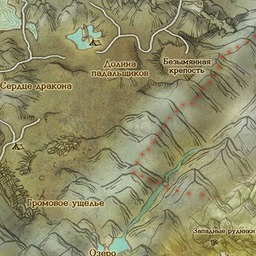 Долина
падальщиков
Безымянная
крепость
Сердце дракона
Громовое ущелье
Западные рудники
Озеро